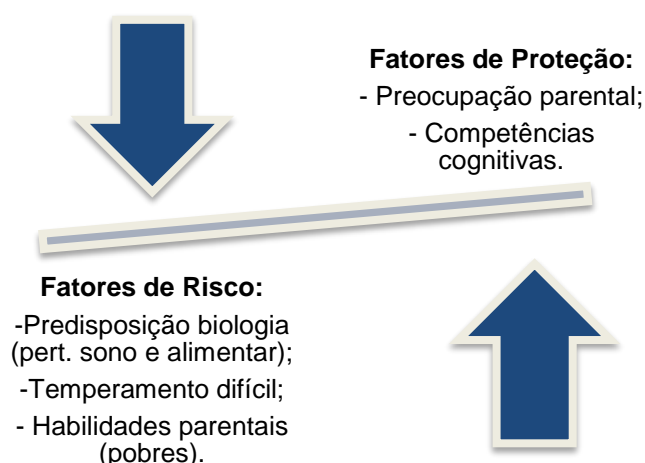 Fatores de Proteção:
- Preocupação parental;
- Competências
cognitivas.
Fatores de Risco:
-Predisposição biologia
(pert. sono e alimentar);
-Temperamento difícil;
- Habilidades parentais
(pobres).